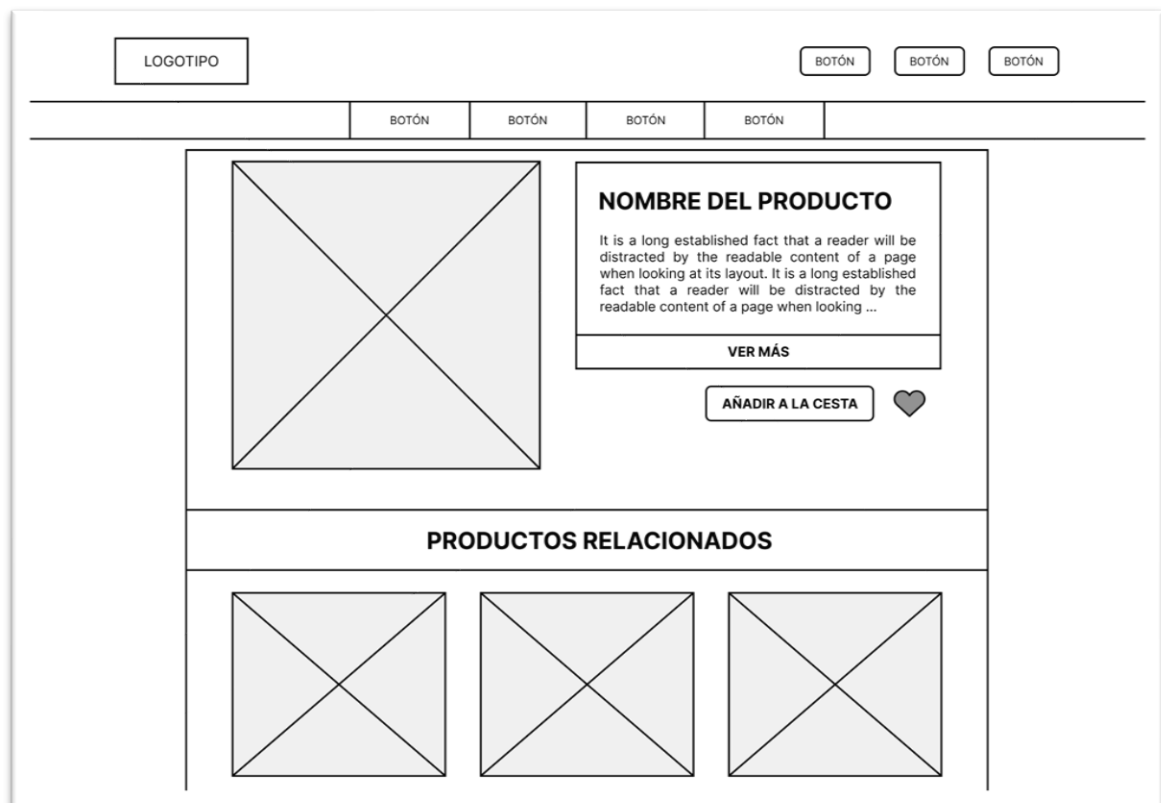 LOGOTIPO
BOTÓN BOTÓN BOTÓN
BOTÓN BOTÓN BOTÓN BOTÓN
NOMBRE DEL PRODUCTO
It is a long established fact that a reader will be
distracted by the readable content of a page
when looking at its layout. It is a long established
fact that a reader will be distracted by the
readable content of a page when looking ...
VER MÁS
AÑADIR A LA CESTA
PRODUCTOS RELACIONADOS